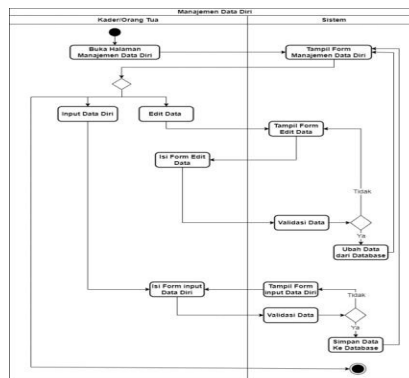 Manajemen Data Diri
Kader/Orang Tua
Sistem
Buka Halaman
Manajemen Data Diri
Tampil Form
Manajemen Data Diri
Input Data Diri
Edit Data
Tampil Form
Edit Data
Isi Form Edit
Data
Tidak
Validasi Data
Ya
Ubah Data
dari Database
Isi Form input
Data Diri
Tampil Form
input Data Diri
Tidak
Validasi Data
Ya
Simpan Data
Ke Database